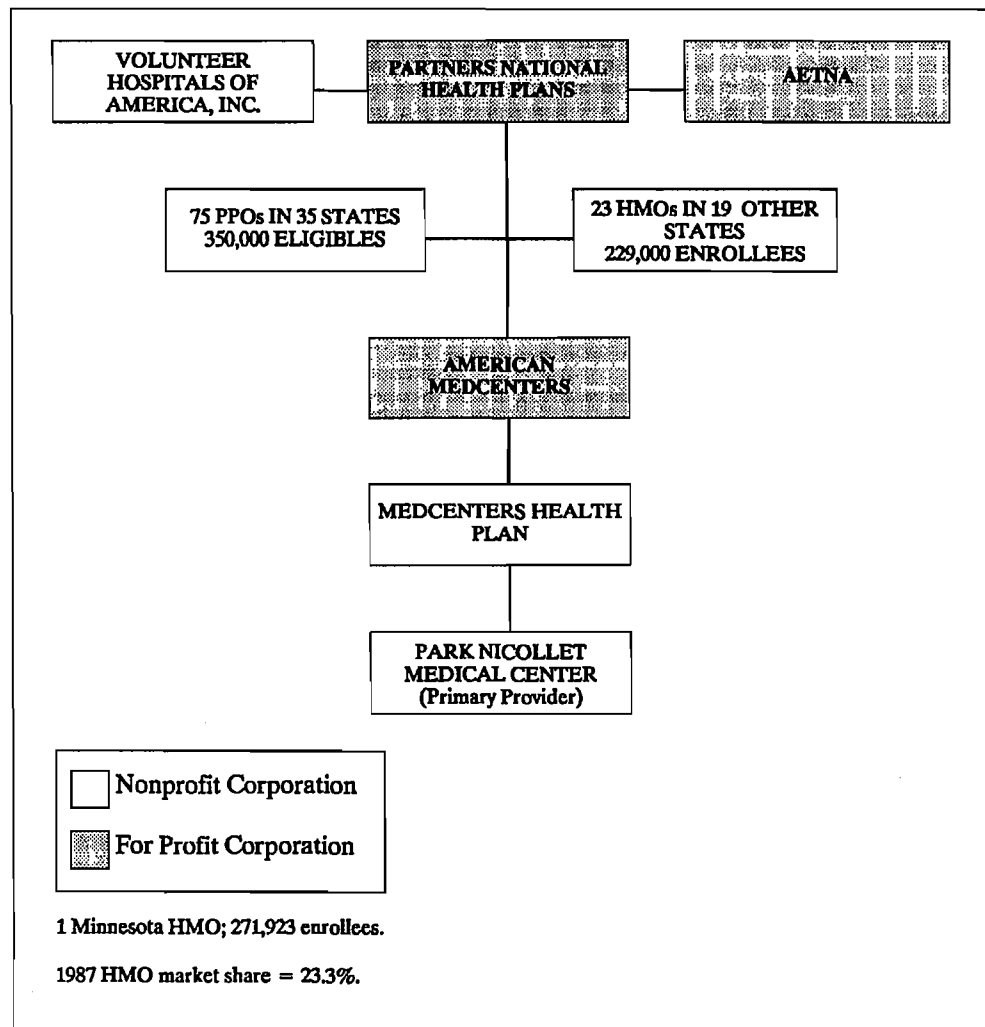 VOLUNTEER
HOSPITALS OF
AMERICA, INC.
PARTNERS NATIONAL
HEALTH PLANS
AETNA
75 PPOs IN 35 STATES
350,000 ELIGIBLES
23 HMOs IN 19 OTHER
STATES
229,000 ENROLLEES
AMERICAN
MEDCENTERS
MEDCENTERS HEALTH
PLAN
PARK NICOLLET
MEDICAL CENTER
(Primary Provider)
Nonprofit Corporation
For Profit Corporation
1 Minnesota HMO; 271,923 enrollees.
1987 HMO market share = 23.3%.